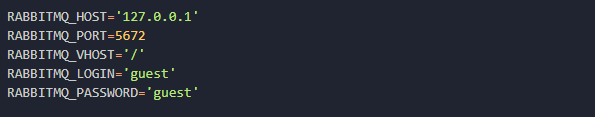 RABBITMQ_HOST='127.0.0.1'
RABBITMQ_PORT=5672
RABBITMQ_VHOST='/'
RABBITMQ_LOGIN='guest'
RABBITMQ_PASSWORD='guest'